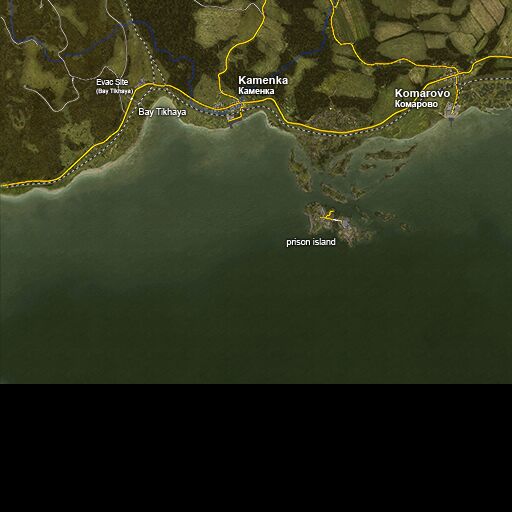 Kamenka
Каменка
Evac Site
(Bay Tikhaya)
Komarovo
Комарово
Bay Tikhaya
prison island